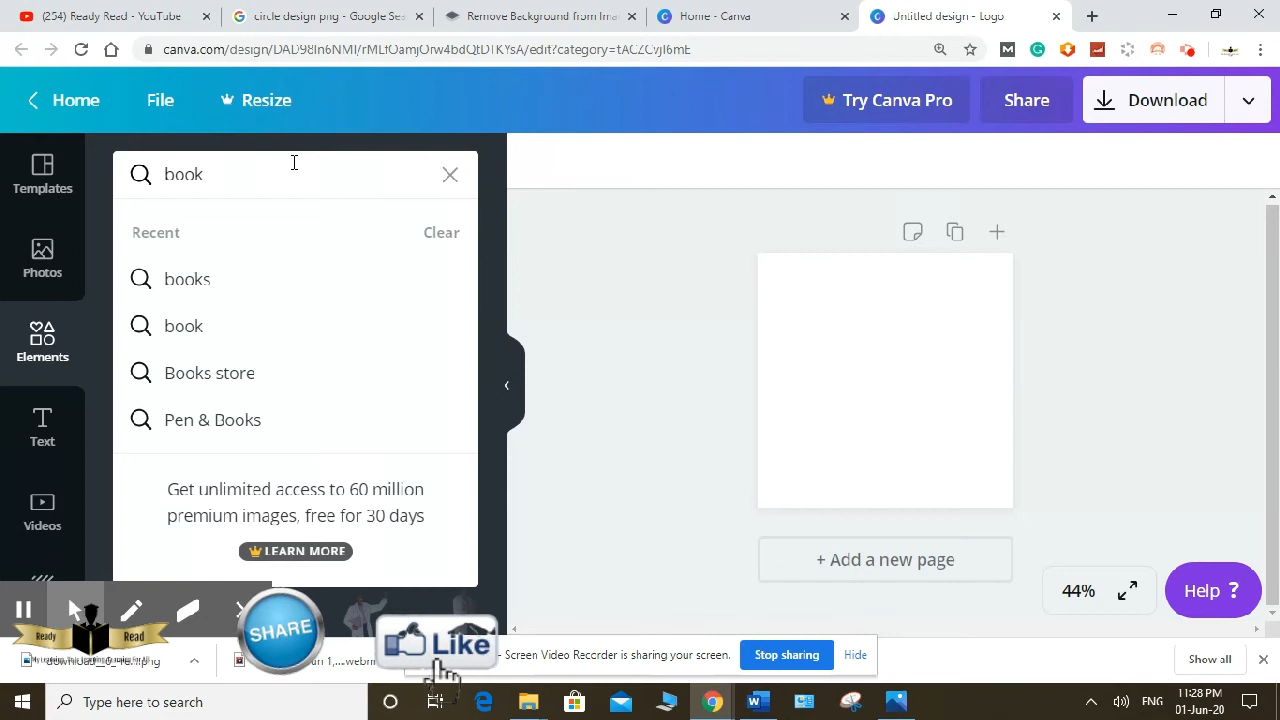 (254) Ready Read - YouTube
circle design png - Google Sea
Remove Background from Ima
Home - Canva
Untitled design - Logo
Home
File
Resize
Try Canva Pro
Share
Download
Templates
Photos
Elements
Text
Videos
book
Recent
Clear
books
book
Books store
Pen & Books
Get unlimited access to 60 million
premium images, free for 30 days
LEARN MORE
+ Add a new page
44%
Help ?
Ready Read
SHARE
Like
- Screen Video Recorder is sharing your screen.
Stop sharing
Hide
Show all
Type here to search
ENG
11:28 PM
01-Jun-20